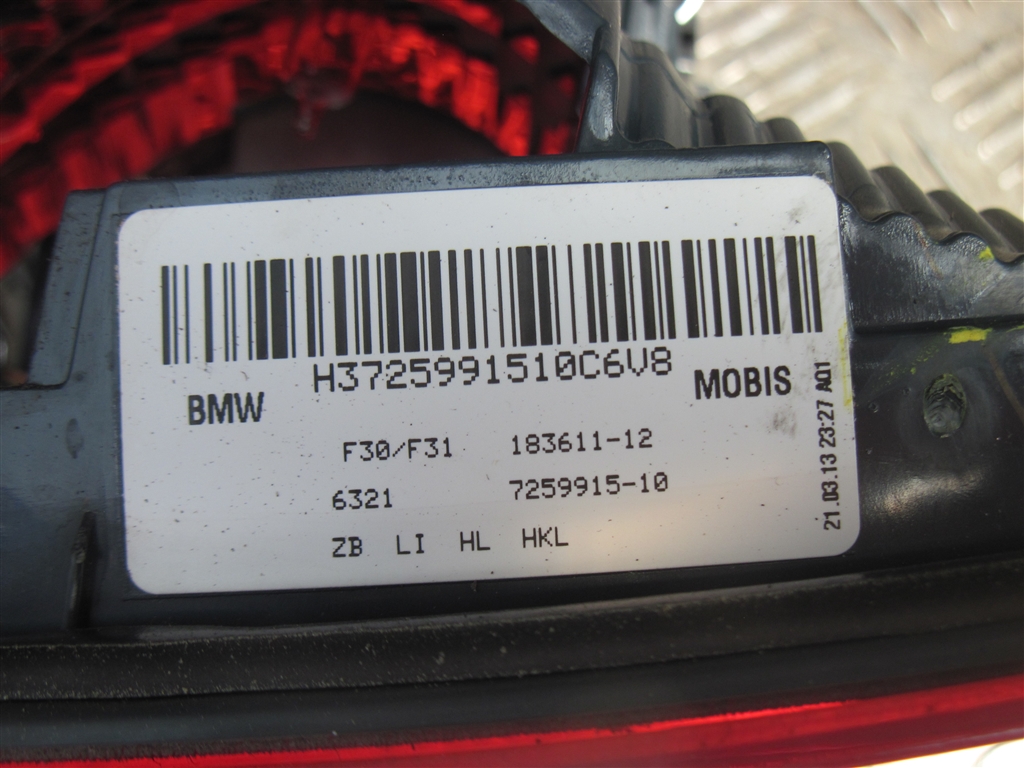 H3725991510C6V8
BMW MOBIS
F30/F31 183611-12
6321 7259915-10
ZB LI HL HKL
21.03.13 23:27 A01